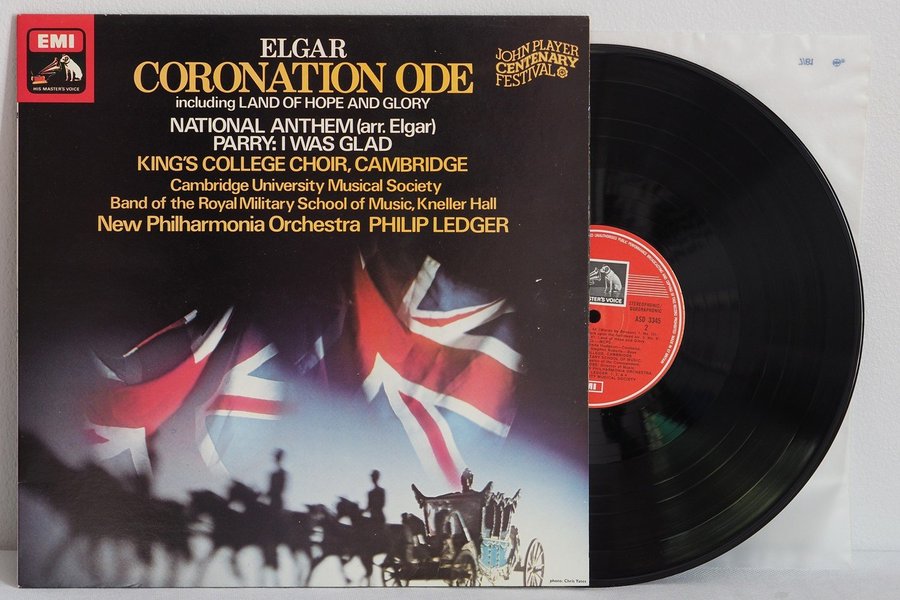 EMI
HIS MASTER'S VOICE
ELGAR
CORONATION ODE
including LAND OF HOPE AND GLORY
NATIONAL ANTHEM (arr. Elgar)
PARRY: I WAS GLAD
KING'S COLLEGE CHOIR, CAMBRIDGE
Cambridge University Musical Society
Band of the Royal Military School of Music, Kneller Hall
New Philharmonia Orchestra PHILIP LEDGER
JOHN PLAYER
CENTENARY
FESTIVAL
photo: Chris Yates
MASTER'S VOICE
STEREOPHONIC/
QUADRAPHONIC
ASD 3345
2